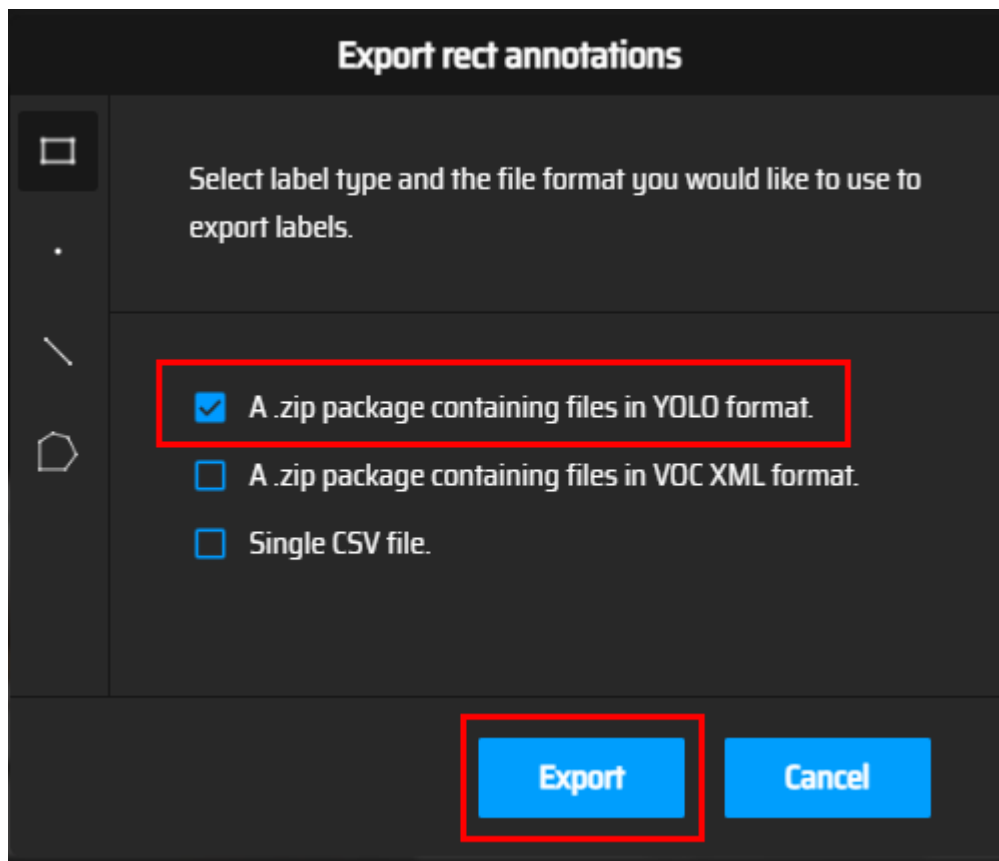 Export rect annotations
Select label type and the file format you would like to use to
export labels.
A .zip package containing files in YOLO format.
A .zip package containing files in VOC XML format.
Single CSV file.
Export
Cancel